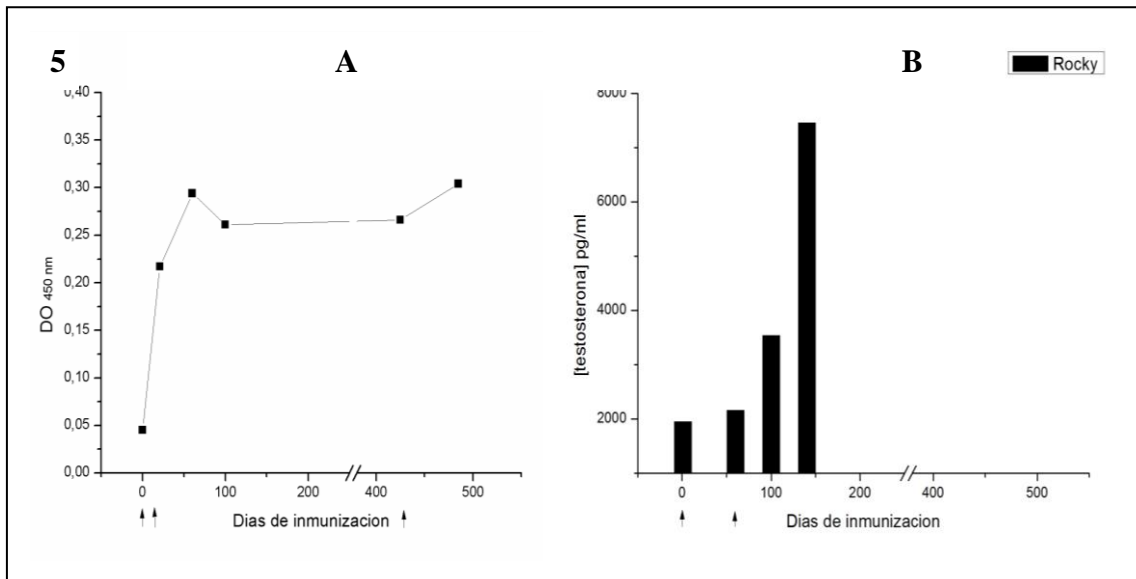 5 A B
Rocky
0,40
0,35
0,30
0,25
0,20
0,15
0,10
0,05
0,00
DO 450 nm
0 100 200 400 500
Dias de inmunizacion
8000
6000
4000
2000
[testosterona] pg/ml
0 100 200 400 500
Dias de inmunizacion